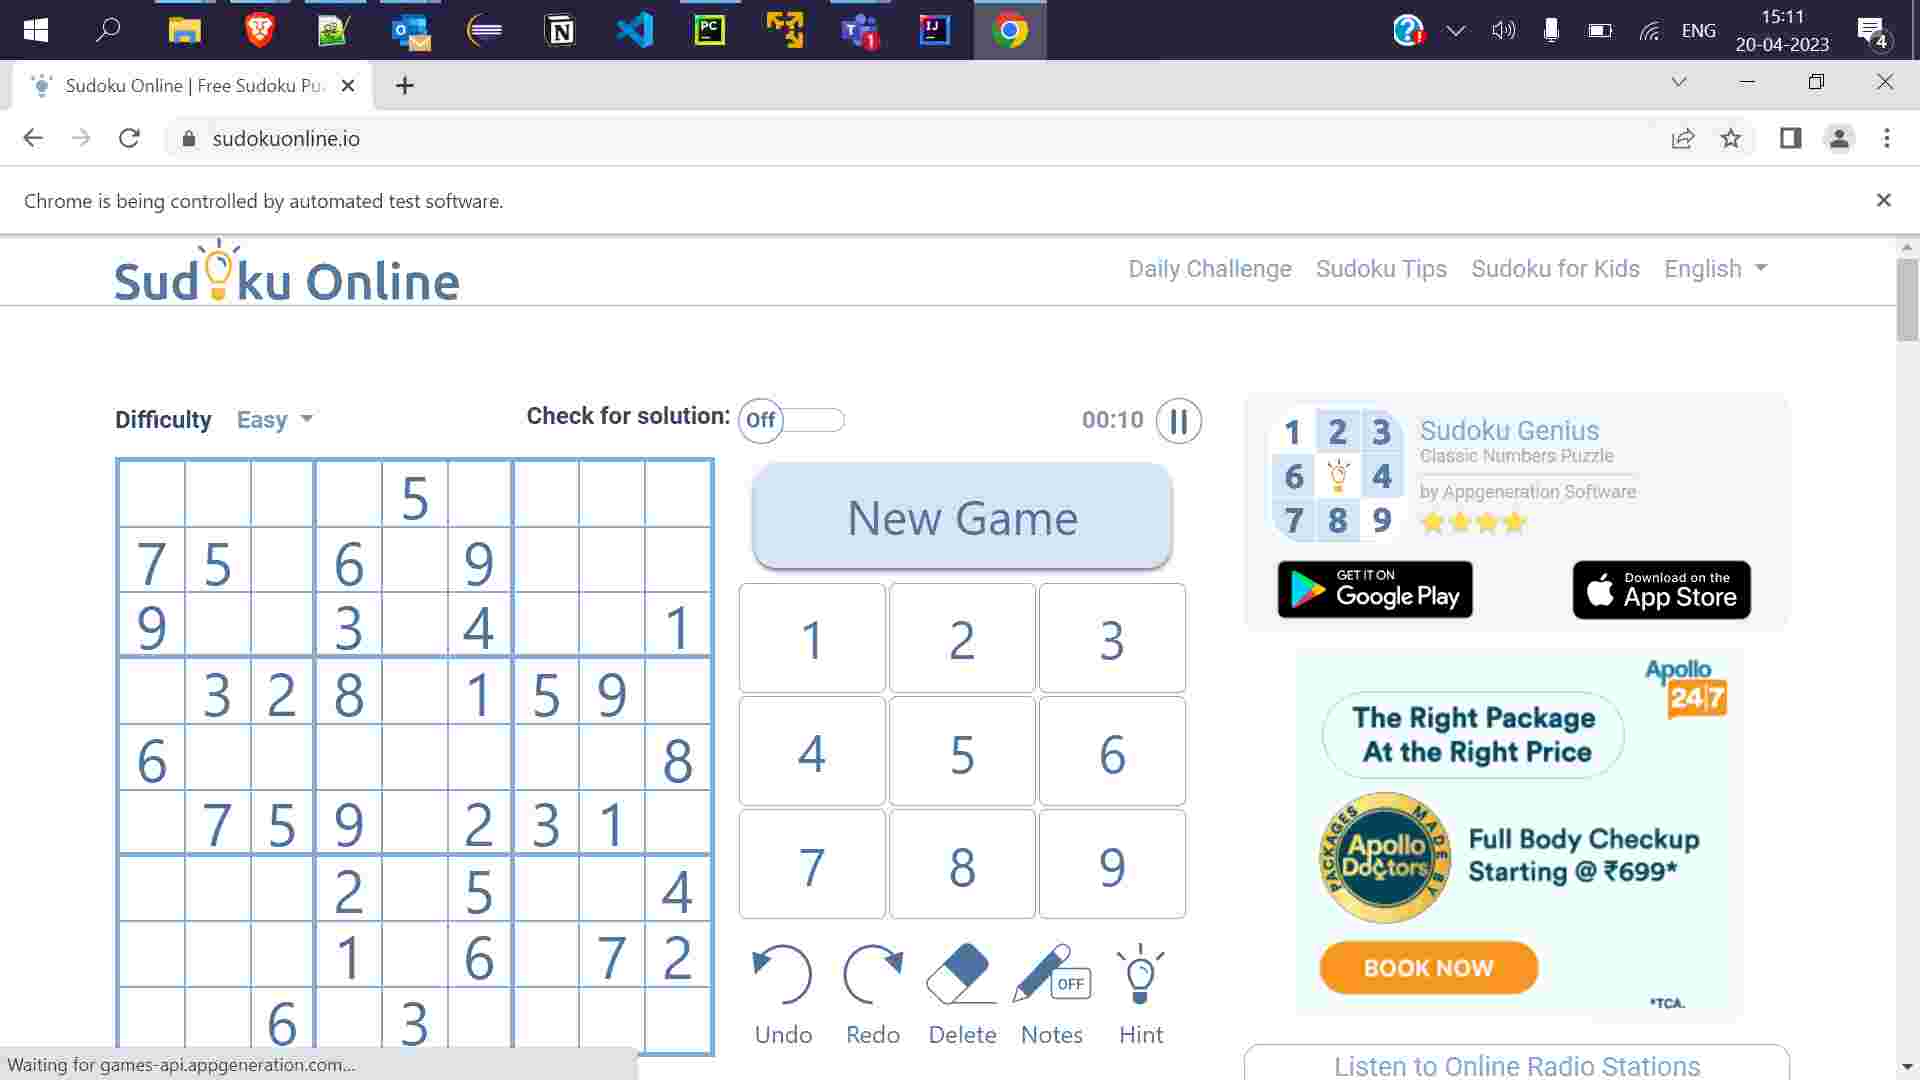 PC
T
1
IJ
ENG
15:11
20-04-2023
4
Sudoku Online | Free Sudoku Pu
sudokuonline.io
Chrome is being controlled by automated test software.
Sudoku Online
Daily Challenge
Sudoku Tips
Sudoku for Kids
English
Difficulty
Easy
Check for solution:
Off
00:10
5
7 5 6 9
9 3 4 1
3 2 8 1 5 9
6 8
7 5 9 2 3 1
2 5 4
1 6 7 2
6 3
New Game
1 2 3
4 5 6
7 8 9
Undo
Redo
Delete
OFF
Notes
Hint
1 2 3
6 4
7 8 9
Sudoku Genius
Classic Numbers Puzzle
by Appgeneration Software
GET IT ON
Google Play
Download on the
App Store
Apollo
24|7
The Right Package
At the Right Price
PACKAGES MADE BY
Apollo
Doctors
Full Body Checkup
Starting @ ₹699*
BOOK NOW
*TCA.
Listen to Online Radio Stations
Waiting for games-api.appgeneration.com...